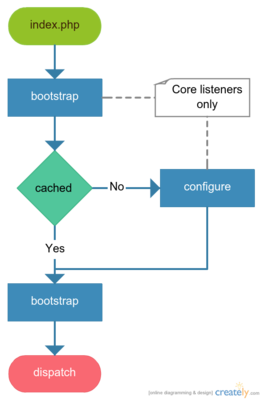 index.php
bootstrap
Core listeners
only
cached
No
configure
Yes
bootstrap
dispatch
[online diagramming & design] creately.com